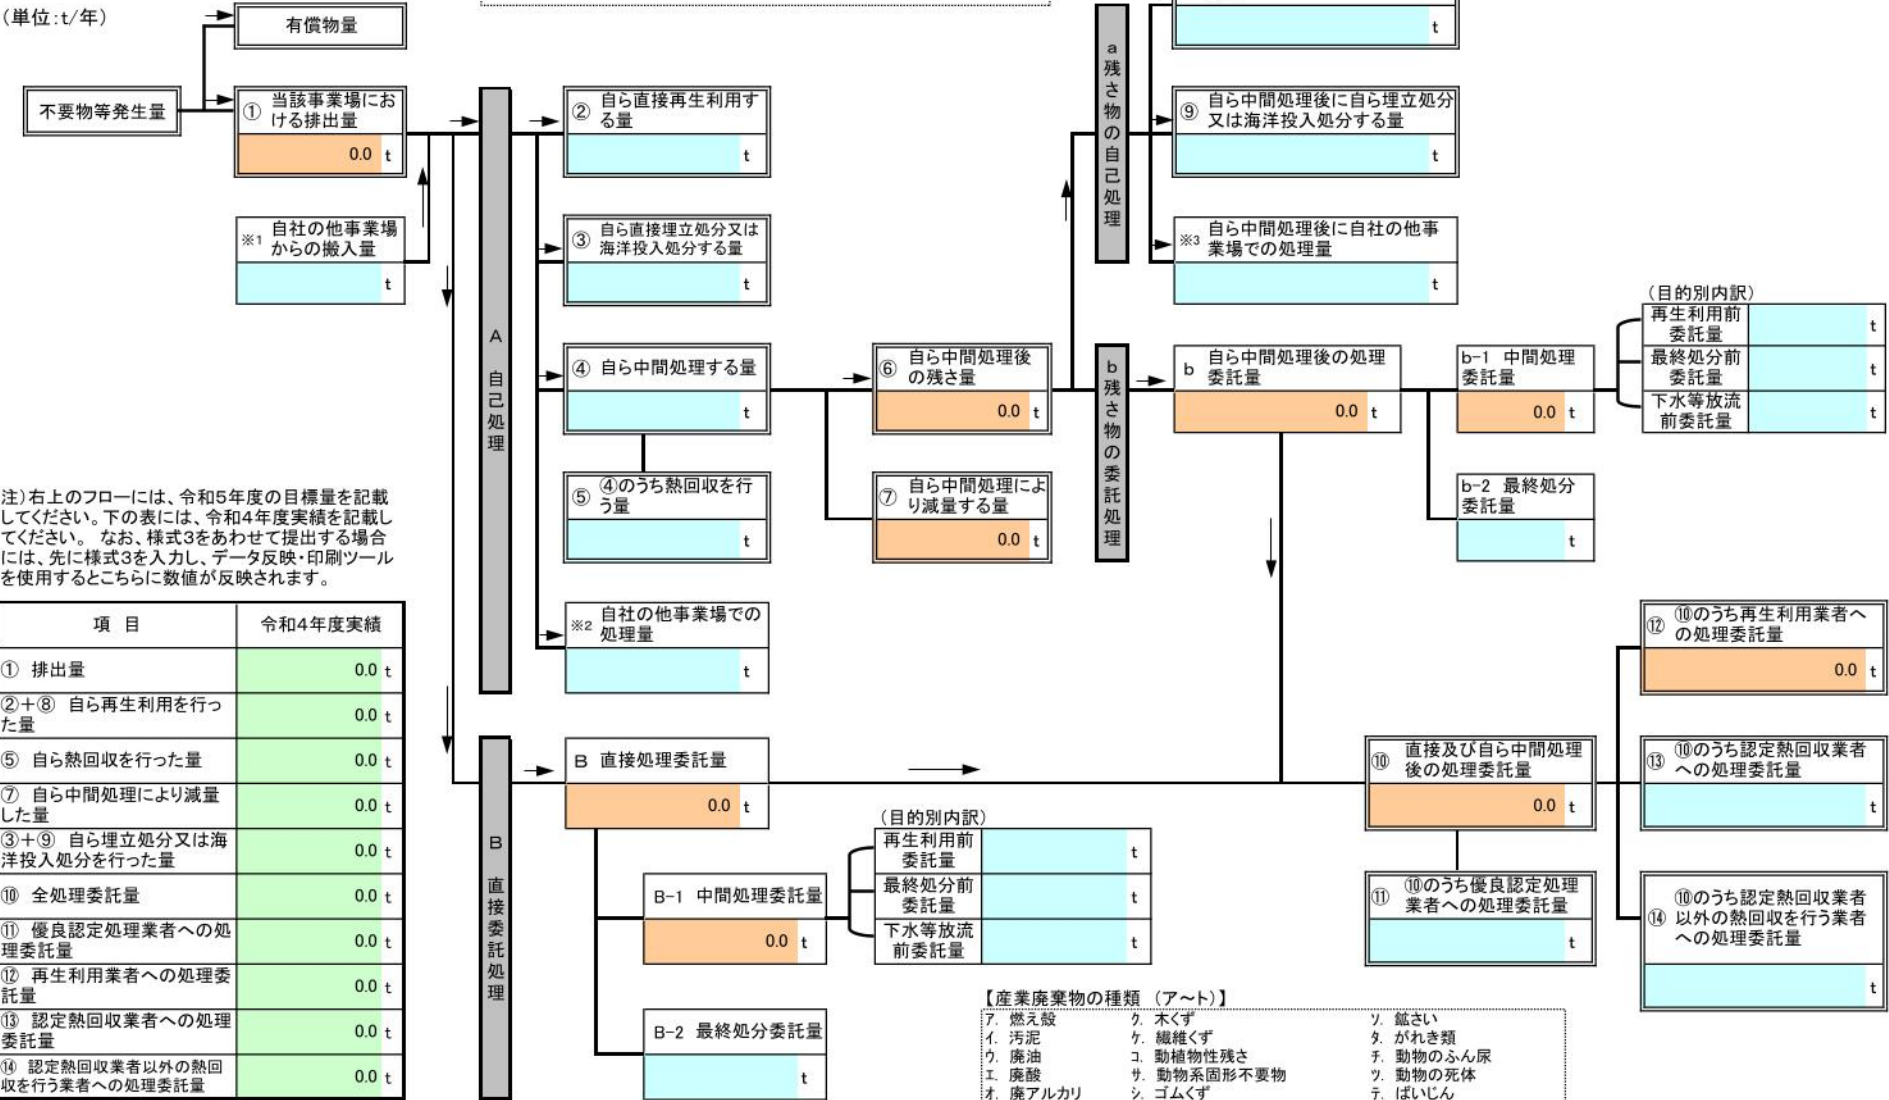 (単位:t/年)
有償物量
不要物等発生量
① 当該事業場にお
ける排出量
0.0 t
※1 自社の他事業場
からの搬入量
t
A 自己処理
② 自ら直接再生利用す
る量
t
③ 自ら直接埋立処分又は
海洋投入処分する量
t
④ 自ら中間処理する量
t
⑤ ④のうち熱回収を行
う量
t
※2 自社の他事業場での
処理量
t
⑥ 自ら中間処理後
の残さ量
0.0 t
⑦ 自ら中間処理によ
り減量する量
0.0 t
a 残さ物の自己処理
t
⑨ 自ら中間処理後に自ら埋立処分
又は海洋投入処分する量
t
※3 自ら中間処理後に自社の他事
業場での処理量
t
b 残さ物の委託処理
b 自ら中間処理後の処理
委託量
0.0 t
b-1 中間処理
委託量
0.0 t
(目的別内訳)
再生利用前
委託量
t
最終処分前
委託量
t
下水等放流
前委託量
t
b-2 最終処分
委託量
t
注)右上のフローには、令和5年度の目標量を記載
してください。下の表には、令和4年度実績を記載し
てください。 なお、様式3をあわせて提出する場合
には、先に様式3を入力し、データ反映・印刷ツール
を使用するとこちらに数値が反映されます。
項 目 令和4年度実績
① 排出量 0.0 t
②+⑧ 自ら再生利用を行っ
た量 0.0 t
⑤ 自ら熱回収を行った量 0.0 t
⑦ 自ら中間処理により減量
した量 0.0 t
③+⑨ 自ら埋立処分又は海
洋投入処分を行った量 0.0 t
⑩ 全処理委託量 0.0 t
⑪ 優良認定処理業者への処
理委託量 0.0 t
⑫ 再生利用業者への処理委
託量 0.0 t
⑬ 認定熱回収業者への処理
委託量 0.0 t
⑭ 認定熱回収業者以外の熱回
収を行う業者への処理委託量 0.0 t
B 直接委託処理
B 直接処理委託量
0.0 t
B-1 中間処理委託量
0.0 t
(目的別内訳)
再生利用前
委託量
t
最終処分前
委託量
t
下水等放流
前委託量
t
B-2 最終処分委託量
t
⑩ 直接及び自ら中間処理
後の処理委託量
0.0 t
⑪ ⑩のうち優良認定処理
業者への処理委託量
t
⑫ ⑩のうち再生利用業者へ
の処理委託量
0.0 t
⑬ ⑩のうち認定熱回収業者
への処理委託量
t
⑭ ⑩のうち認定熱回収業者
以外の熱回収を行う業者
への処理委託量
t
【産業廃棄物の種類 (ア~ト)】
ア. 燃え殻 ク. 木くず ソ. 鉱さい
イ. 汚泥 ケ. 繊維くず タ. がれき類
ウ. 廃油 コ. 動植物性残さ チ. 動物のふん尿
エ. 廃酸 サ. 動物系固形不要物 ツ. 動物の死体
オ. 廃アルカリ シ. ゴムくず テ. ばいじん